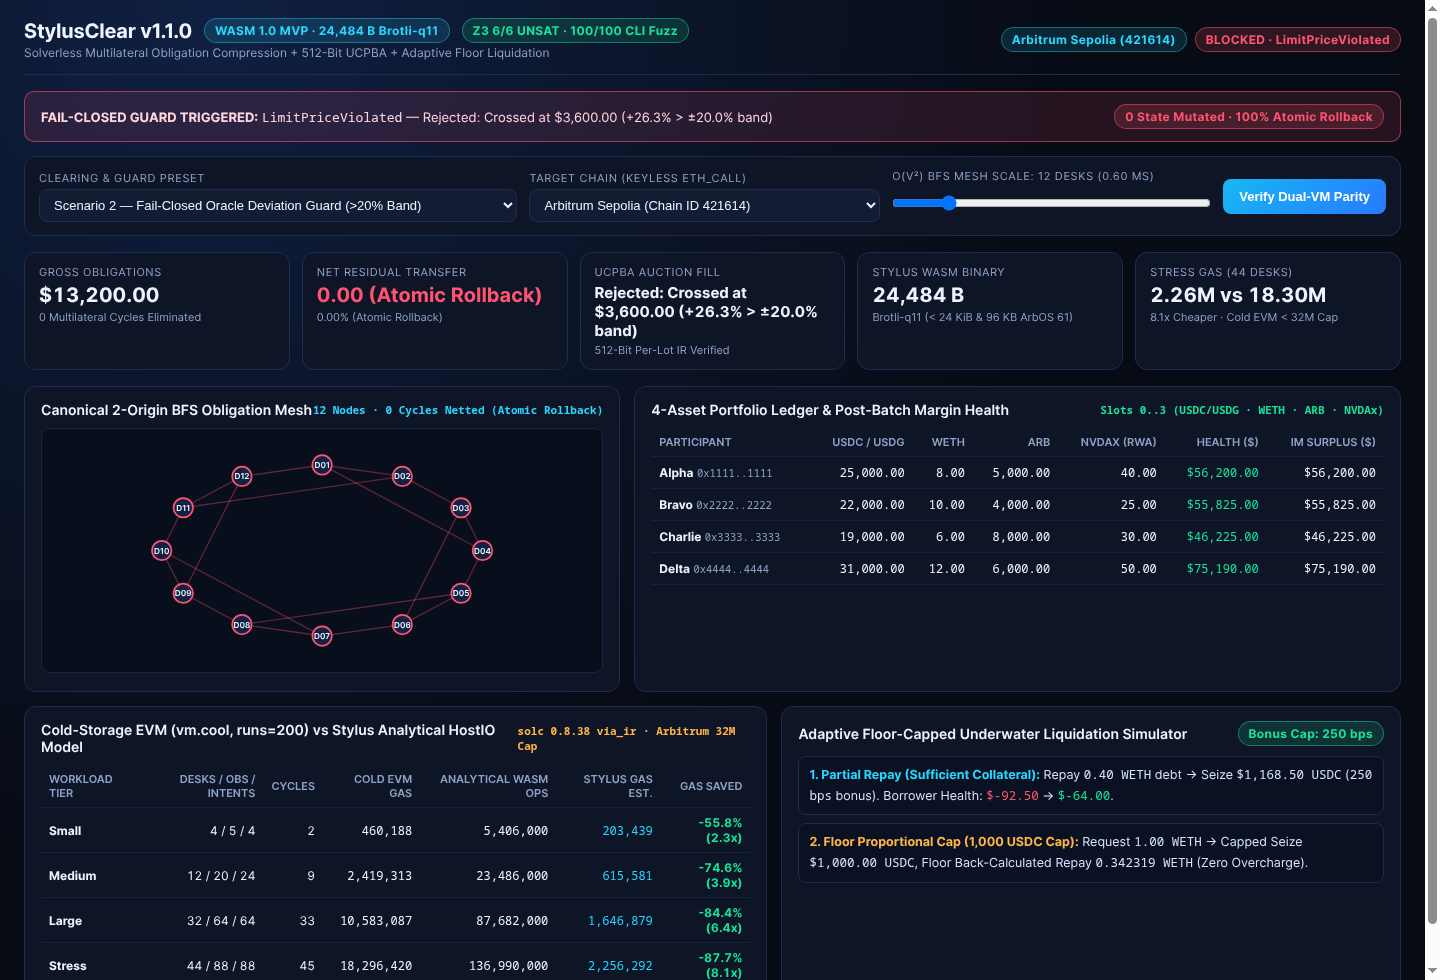 StylusClear v1.1.0
WASM 1.0 MVP · 24,484 B Brotli-q11
Z3 6/6 UNSAT · 100/100 CLI Fuzz
Solverless Multilateral Obligation Compression + 512-Bit UCPBA + Adaptive Floor Liquidation
Arbitrum Sepolia (421614)
BLOCKED · LimitPriceViolated
FAIL-CLOSED GUARD TRIGGERED: LimitPriceViolated — Rejected: Crossed at $3,600.00 (+26.3% > ±20.0% band)
0 State Mutated · 100% Atomic Rollback
CLEARING & GUARD PRESET
Scenario 2 — Fail-Closed Oracle Deviation Guard (>20% Band)
TARGET CHAIN (KEYLESS ETH_CALL)
Arbitrum Sepolia (Chain ID 421614)
O(V²) BFS MESH SCALE: 12 DESKS (0.60 MS)
Verify Dual-VM Parity
GROSS OBLIGATIONS
$13,200.00
0 Multilateral Cycles Eliminated
NET RESIDUAL TRANSFER
0.00 (Atomic Rollback)
0.00% (Atomic Rollback)
UCPBA AUCTION FILL
Rejected: Crossed at
$3,600.00 (+26.3% > ±20.0%
band)
512-Bit Per-Lot IR Verified
STYLUS WASM BINARY
24,484 B
Brotli-q11 (< 24 KiB & 96 KB ArbOS 61)
STRESS GAS (44 DESKS)
2.26M vs 18.30M
8.1x Cheaper · Cold EVM < 32M Cap
Canonical 2-Origin BFS Obligation Mesh
12 Nodes · 0 Cycles Netted (Atomic Rollback)
D01
D12
D02
D11
D03
D10
D04
D09
D05
D08
D06
D07
4-Asset Portfolio Ledger & Post-Batch Margin Health
Slots 0..3 (USDC/USDG · WETH · ARB · NVDAx)
PARTICIPANT USDC / USDG WETH ARB NVDAX (RWA) HEALTH ($) IM SURPLUS ($)
Alpha 0x1111..1111 25,000.00 8.00 5,000.00 40.00 $56,200.00 $56,200.00
Bravo 0x2222..2222 22,000.00 10.00 4,000.00 25.00 $55,825.00 $55,825.00
Charlie 0x3333..3333 19,000.00 6.00 8,000.00 30.00 $46,225.00 $46,225.00
Delta 0x4444..4444 31,000.00 12.00 6,000.00 50.00 $75,190.00 $75,190.00
Cold-Storage EVM (vm.cool, runs=200) vs Stylus Analytical HostIO
Model
solc 0.8.38 via_ir · Arbitrum 32M
Cap
WORKLOAD DESKS / OBS / CYCLES COLD EVM ANALYTICAL WASM STYLUS GAS GAS SAVED
TIER INTENTS GAS OPS EST.
Small 4 / 5 / 4 2 460,188 5,406,000 203,439 -55.8%
(2.3x)
Medium 12 / 20 / 24 9 2,419,313 23,486,000 615,581 -74.6%
(3.9x)
Large 32 / 64 / 64 33 10,583,087 87,682,000 1,646,879 -84.4%
(6.4x)
Stress 44 / 88 / 88 45 18,296,420 136,990,000 2,256,292 -87.7%
(8.1x)
Adaptive Floor-Capped Underwater Liquidation Simulator
Bonus Cap: 250 bps
1. Partial Repay (Sufficient Collateral): Repay 0.40 WETH debt → Seize $1,168.50 USDC (250
bps bonus). Borrower Health: $-92.50 → $-64.00.
2. Floor Proportional Cap (1,000 USDC Cap): Request 1.00 WETH → Capped Seize
$1,000.00 USDC, Floor Back-Calculated Repay 0.342319 WETH (Zero Overcharge).